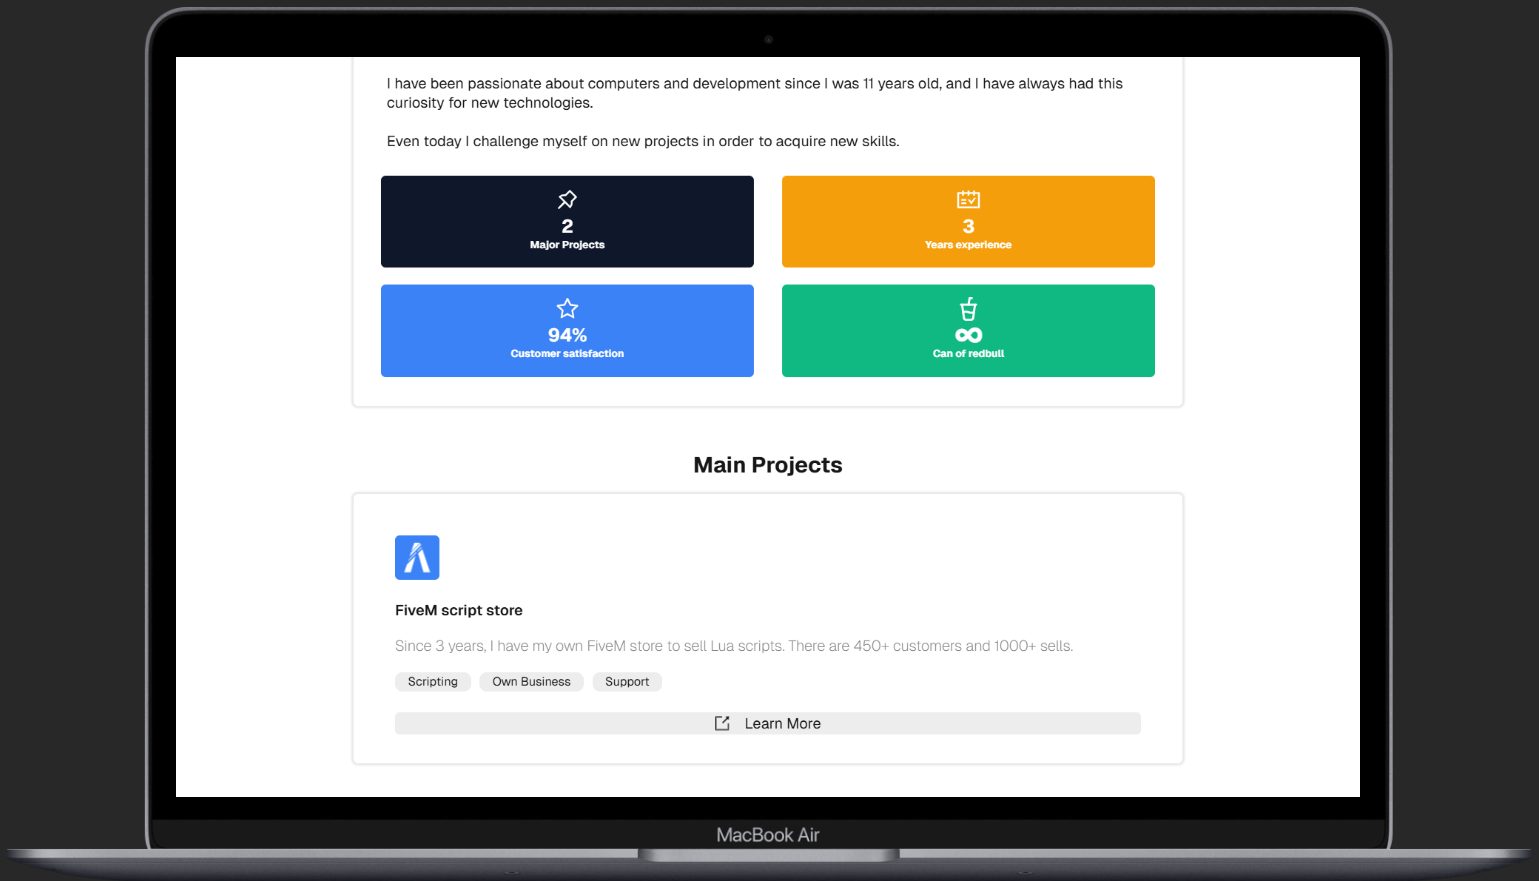 I have been passionate about computers and development since I was 11 years old, and I have always had this
curiosity for new technologies.
Even today I challenge myself on new projects in order to acquire new skills.
2
Major Projects
3
Years experience
94%
Customer satisfaction
∞
Can of redbull
Main Projects
FiveM script store
Since 3 years, I have my own FiveM store to sell Lua scripts. There are 450+ customers and 1000+ sells.
Scripting
Own Business
Support
Learn More
MacBook Air